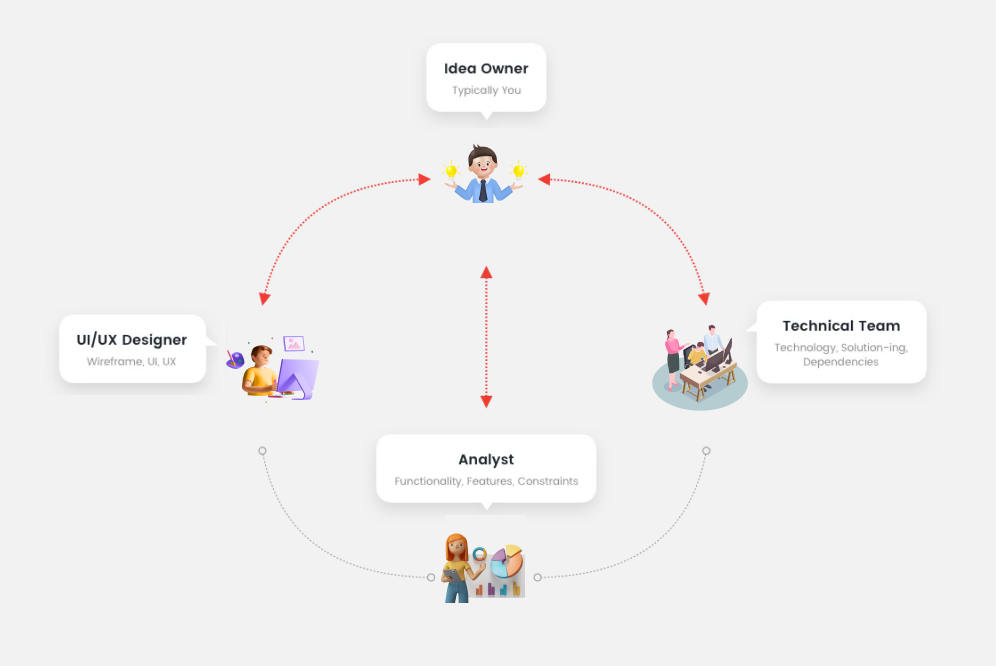 Idea Owner
Typically You
UI/UX Designer
Wireframe, UI, UX
Technical Team
Technology, Solution-ing,
Dependencies
Analyst
Functionality, Features, Constraints